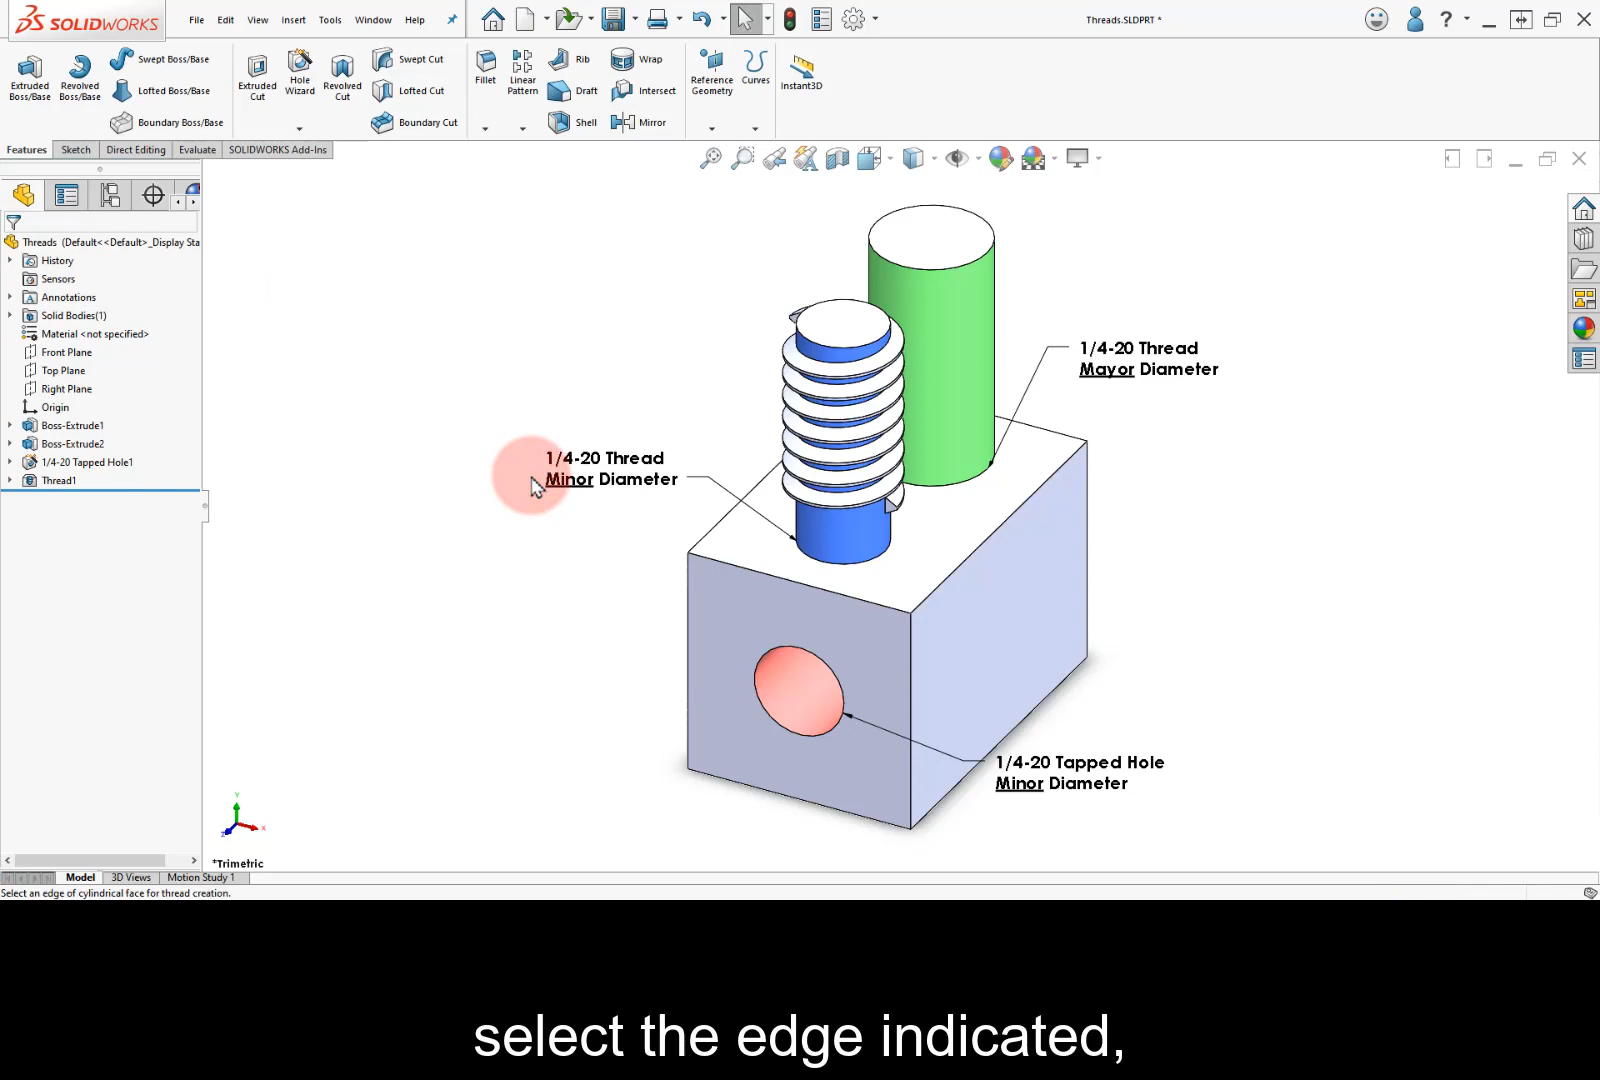 SOLIDWORKS
File Edit View Insert Tools Window Help
Threads.SLDPRT *
?
Extruded Boss/Base
Revolved Boss/Base
Swept Boss/Base
Lofted Boss/Base
Boundary Boss/Base
Extruded Cut
Hole Wizard
Revolved Cut
Swept Cut
Lofted Cut
Boundary Cut
Fillet
Linear Pattern
Rib
Draft
Shell
Wrap
Intersect
Mirror
Reference Geometry
Curves
Instant3D
Features Sketch Direct Editing Evaluate SOLIDWORKS Add-Ins
Threads (Default<<Default>_Display Sta
History
Sensors
Annotations
Solid Bodies(1)
Material <not specified>
Front Plane
Top Plane
Right Plane
Origin
Boss-Extrude1
Boss-Extrude2
1/4-20 Tapped Hole1
Thread1
1/4-20 Thread
Mayor Diameter
1/4-20 Thread
Minor Diameter
1/4-20 Tapped Hole
Minor Diameter
Y
X
Z
*Trimetric
Model 3D Views Motion Study 1
Select an edge of cylindrical face for thread creation.
select the edge indicated,